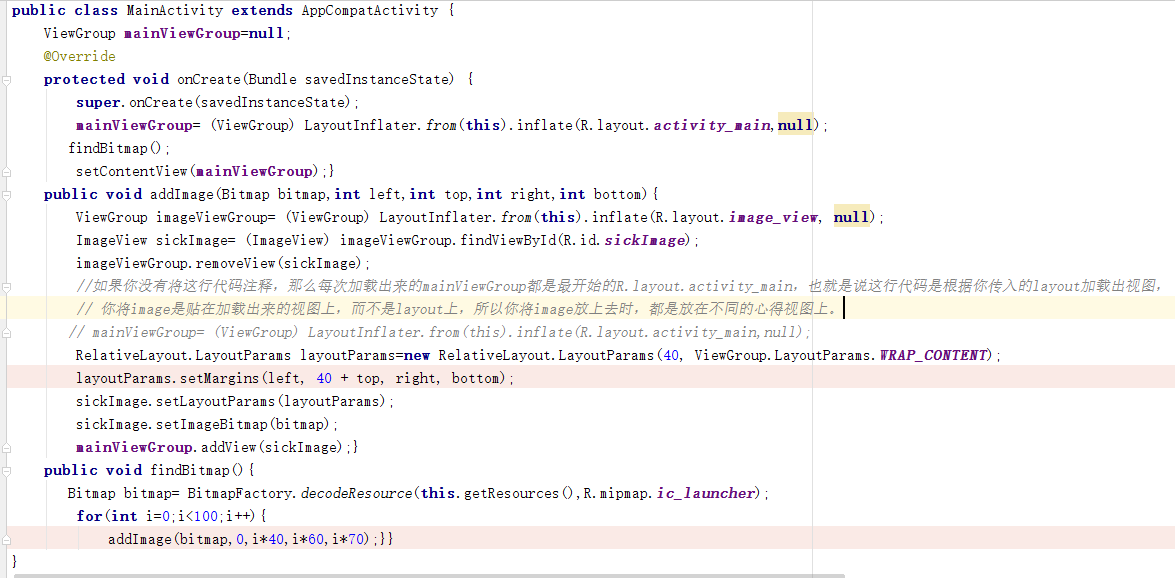 public class MainActivity extends AppCompatActivity {
ViewGroup mainViewGroup=null;
@Override
protected void onCreate(Bundle savedInstanceState) {
super.onCreate(savedInstanceState);
mainViewGroup= (ViewGroup) LayoutInflater.from(this).inflate(R.layout.activity_main,null);
findBitmap();
setContentView(mainViewGroup);}
public void addImage(Bitmap bitmap,int left,int top,int right,int bottom){
ViewGroup imageViewGroup= (ViewGroup) LayoutInflater.from(this).inflate(R.layout.image_view, null);
ImageView sickImage= (ImageView) imageViewGroup.findViewById(R.id.sickImage);
imageViewGroup.removeView(sickImage);
//如果你没有将这行代码注释，那么每次加载出来的mainViewGroup都是最开始的R.layout.activity_main，也就是说这行代码是根据你传入的layout加载出视图，
// 你将image是贴在加载出来的视图上，而不是layout上，所以你将image放上去时，都是放在不同的心得视图上。
// mainViewGroup= (ViewGroup) LayoutInflater.from(this).inflate(R.layout.activity_main,null);
RelativeLayout.LayoutParams layoutParams=new RelativeLayout.LayoutParams(40, ViewGroup.LayoutParams.WRAP_CONTENT);
layoutParams.setMargins(left, 40 + top, right, bottom);
sickImage.setLayoutParams(layoutParams);
sickImage.setImageBitmap(bitmap);
mainViewGroup.addView(sickImage);}
public void findBitmap(){
Bitmap bitmap= BitmapFactory.decodeResource(this.getResources(),R.mipmap.ic_launcher);
for(int i=0;i<100;i++){
addImage(bitmap,0,i*40,i*60,i*70);}}
}